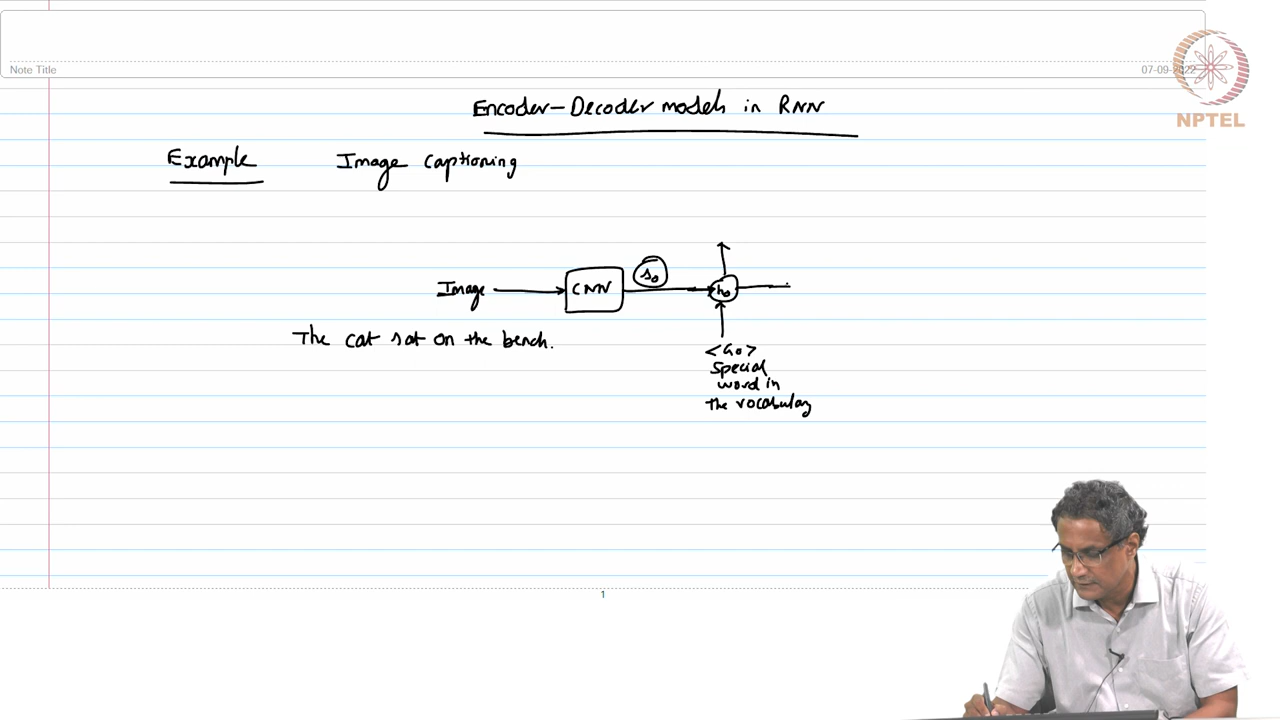 Note Title
07-09-2022
NPTEL
Encoder-Decoder models in RNN
Example Image captioning
Image CNN s₀ h₀
The cat sat on the bench.
<Go>
Special
word in
the vocabulary
1